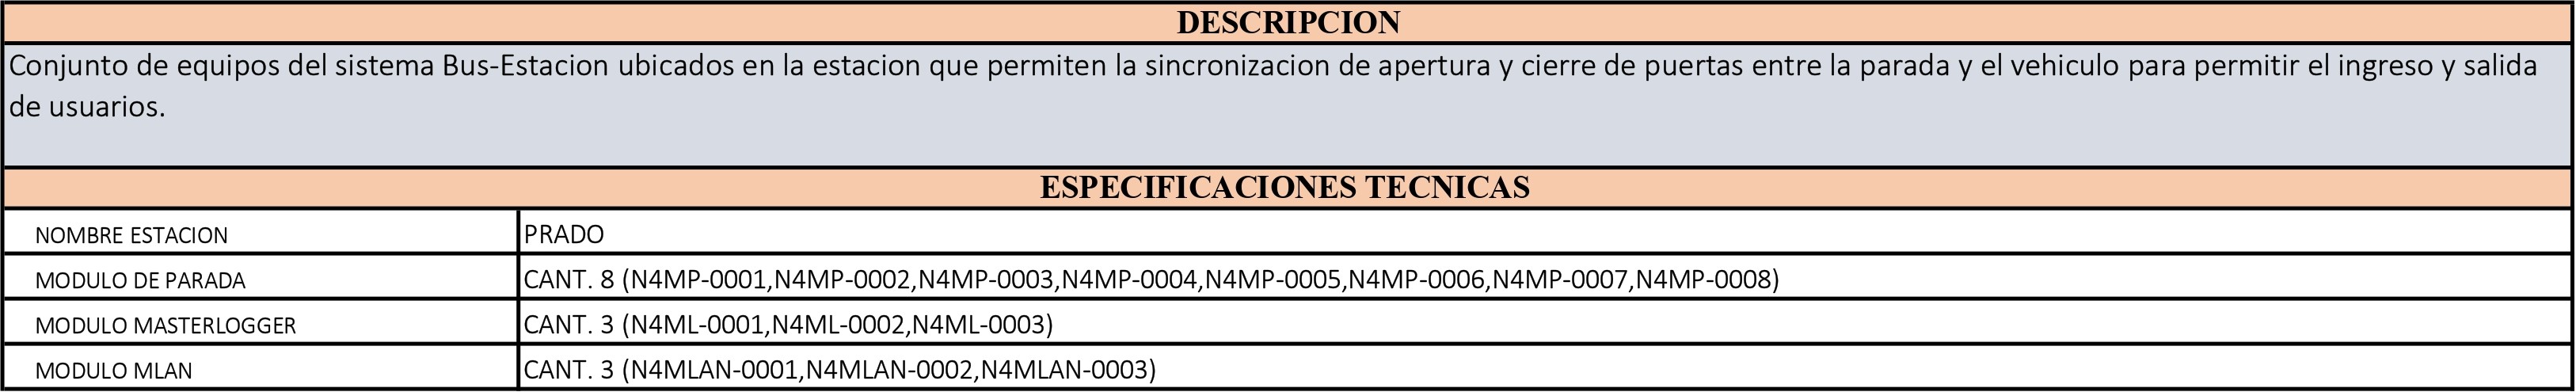 DESCRIPCION
Conjunto de equipos del sistema Bus-Estacion ubicados en la estacion que permiten la sincronizacion de apertura y cierre de puertas entre la parada y el vehiculo para permitir el ingreso y salida
de usuarios.
ESPECIFICACIONES TECNICAS
NOMBRE ESTACION PRADO
MODULO DE PARADA CANT. 8 (N4MP-0001,N4MP-0002,N4MP-0003,N4MP-0004,N4MP-0005,N4MP-0006,N4MP-0007,N4MP-0008)
MODULO MASTERLOGGER CANT. 3 (N4ML-0001,N4ML-0002,N4ML-0003)
MODULO MLAN CANT. 3 (N4MLAN-0001,N4MLAN-0002,N4MLAN-0003)